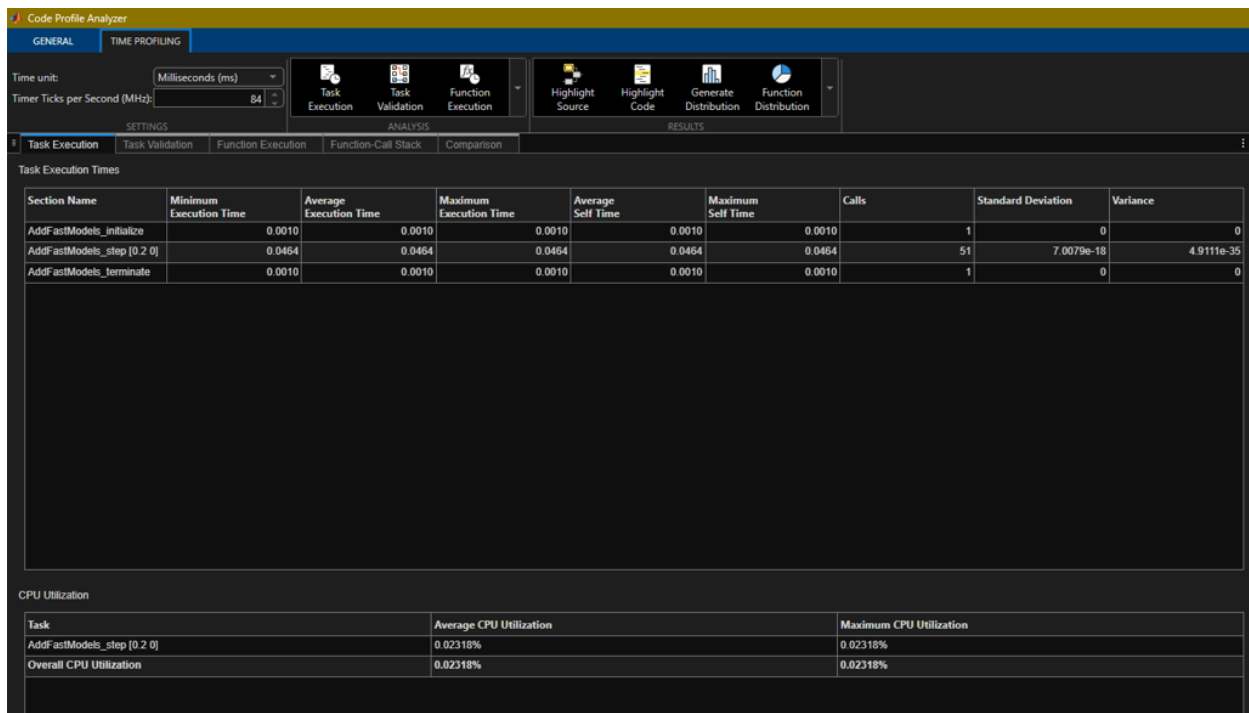 Code Profile Analyzer
GENERAL TIME PROFILING
Time unit: Milliseconds (ms)
Timer Ticks per Second (MHz): 84
SETTINGS
Task Execution
Task Validation
Function Execution
ANALYSIS
Highlight Source
Highlight Code
Generate Distribution
Function Distribution
RESULTS
Task Execution Task Validation Function Execution Function-Call Stack Comparison
Task Execution Times
Section Name Minimum Execution Time Average Execution Time Maximum Execution Time Average Self Time Maximum Self Time Calls Standard Deviation Variance
AddFastModels_initialize 0.0010 0.0010 0.0010 0.0010 0.0010 1 0 0
AddFastModels_step [0.2 0] 0.0464 0.0464 0.0464 0.0464 0.0464 51 7.0079e-18 4.9111e-35
AddFastModels_terminate 0.0010 0.0010 0.0010 0.0010 0.0010 1 0 0
CPU Utilization
Task Average CPU Utilization Maximum CPU Utilization
AddFastModels_step [0.2 0] 0.02318% 0.02318%
Overall CPU Utilization 0.02318% 0.02318%